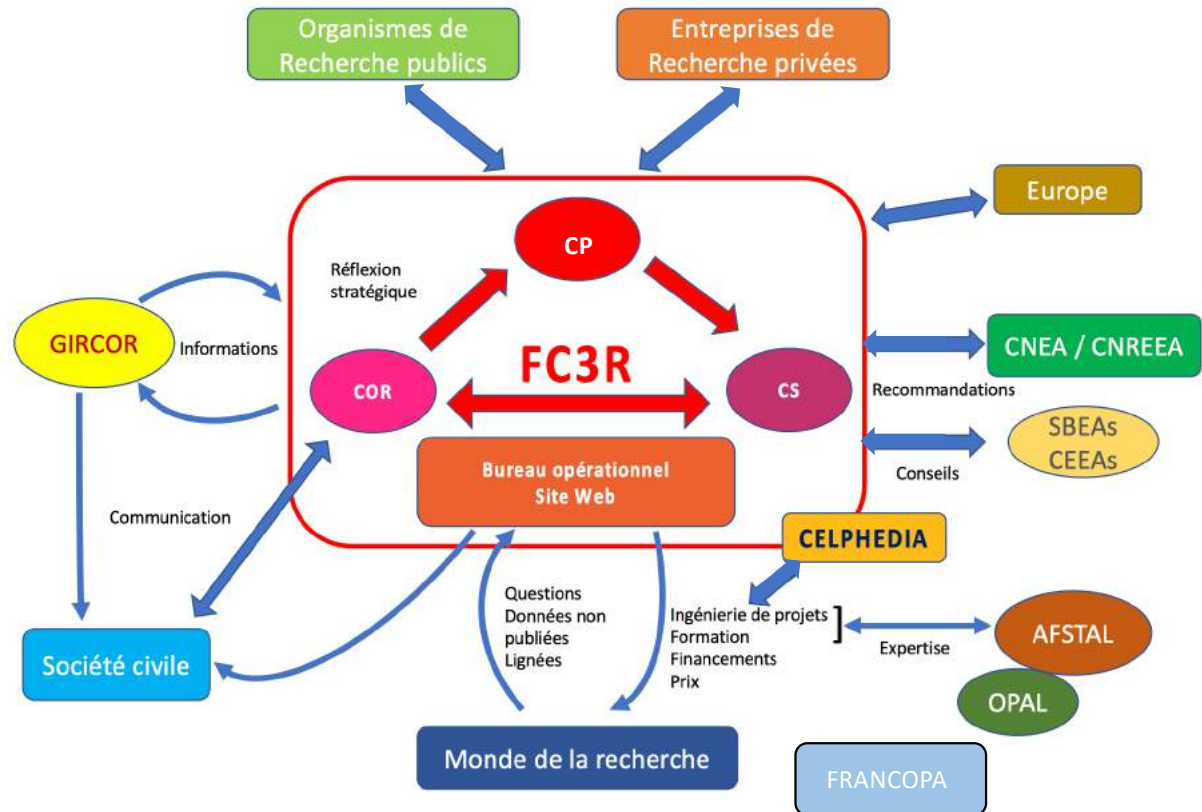 Organismes de
Recherche publics
Entreprises de
Recherche privées
Europe
CP
Réflexion
stratégique
GIRCOR
Informations
FC3R
COR
CS
CNEA / CNREEA
Recommandations
SBEAs
CEEAs
Conseils
Bureau opérationnel
Site Web
Communication
CELPHEDIA
Questions
Données non
publiées
Lignées
Ingénierie de projets
Formation
Financements
Prix
]
Expertise
AFSTAL
OPAL
Société civile
Monde de la recherche
FRANCOPA